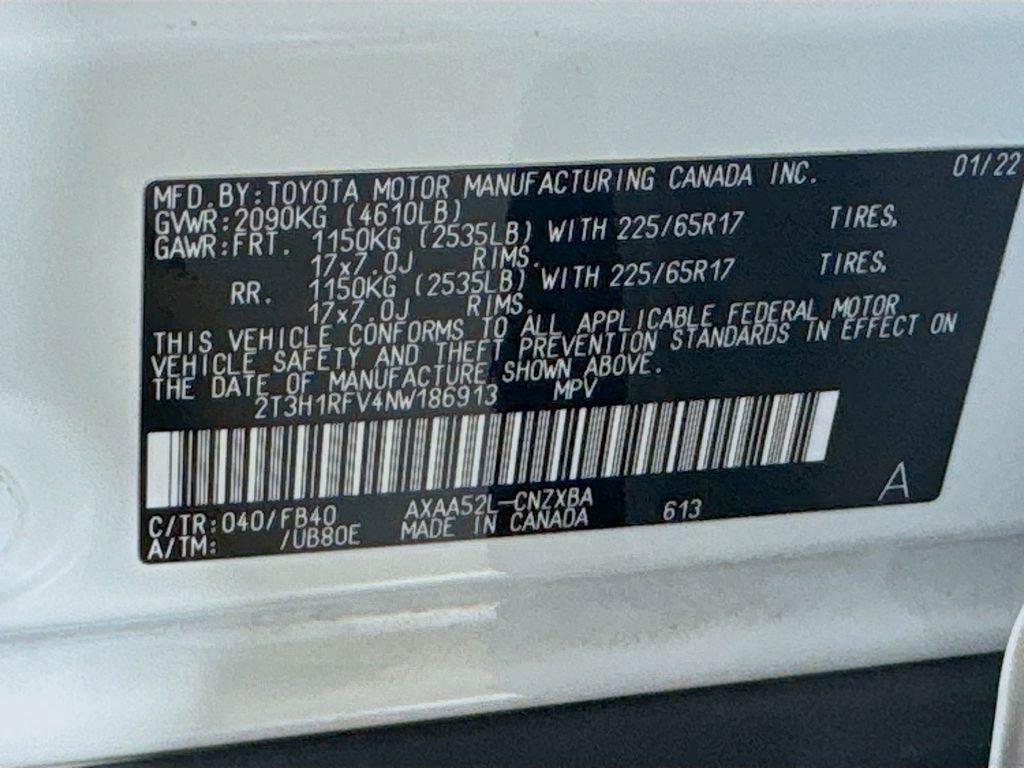 MFD.BY:TOYOTA MOTOR MANUFACTURING CANADA INC. 01/22
GVWR:2090KG (4610LB)
GAWR:FRT. 1150KG (2535LB) WITH 225/65R17 TIRES,
17x7.0J RIMS.
RR. 1150KG (2535LB) WITH 225/65R17 TIRES,
17x7.0J RIMS.
THIS VEHICLE CONFORMS TO ALL APPLICABLE FEDERAL MOTOR
VEHICLE SAFETY AND THEFT PREVENTION STANDARDS IN EFFECT ON
THE DATE OF MANUFACTURE SHOWN ABOVE.
2T3H1RFV4NW186913 MPV
A
C/TR:040/FB40 AXAA52L-CNZXBA 613
A/TM: /UB80E MADE IN CANADA